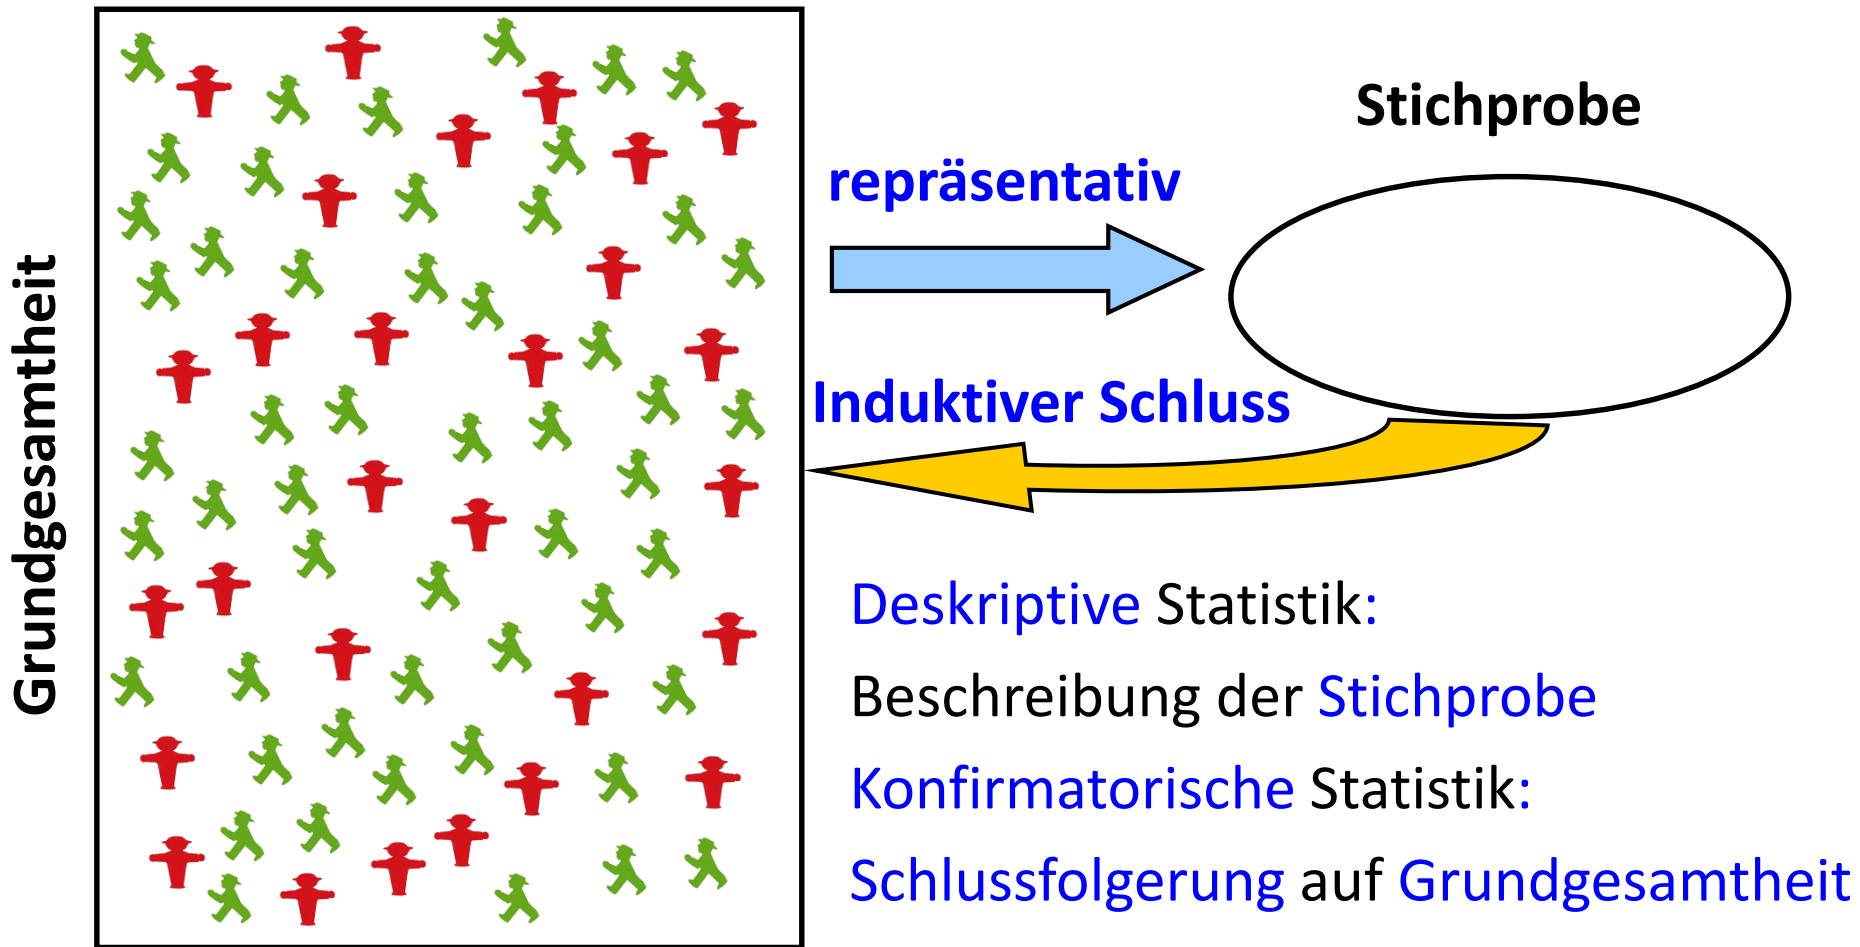 Grundgesamtheit
Stichprobe
repräsentativ
Induktiver Schluss
Deskriptive Statistik:
Beschreibung der Stichprobe
Konfirmatorische Statistik:
Schlussfolgerung auf Grundgesamtheit